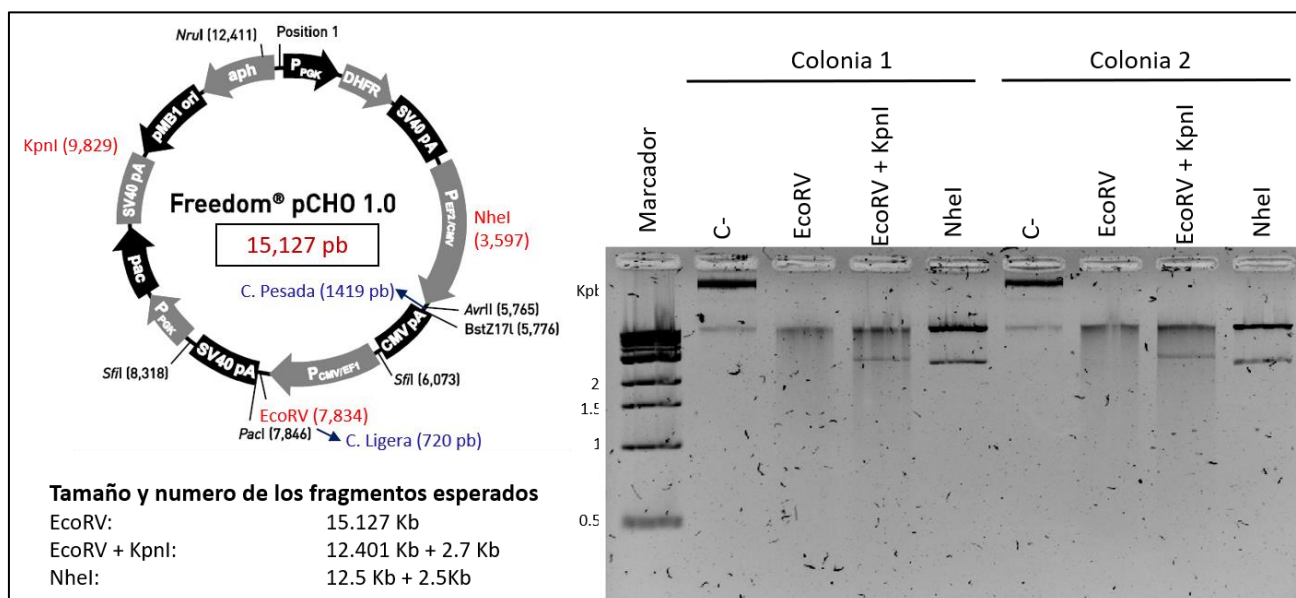 NruI (12,411)
Position 1
P PGK
DHFR
SV40 pA
P EF2/CMV
NheI
(3,597)
C. Pesada (1419 pb)
AvrII (5,765)
BstZ17I (5,776)
CMV pA
SfiI (6,073)
P CMV/EF1
EcoRV (7,834)
PacI (7,846)
C. Ligera (720 pb)
SV40 pA
SfiI (8,318)
P PGK
pac
SV40 pA
KpnI (9,829)
pMB1 ori
aph
Freedom® pCHO 1.0
15,127 pb
Tamaño y numero de los fragmentos esperados
EcoRV: 15.127 Kb
EcoRV + KpnI: 12.401 Kb + 2.7 Kb
NheI: 12.5 Kb + 2.5Kb
Colonia 1
Colonia 2
Marcador
C-
EcoRV
EcoRV + KpnI
NheI
C-
EcoRV
EcoRV + KpnI
NheI
Kpb
2
1.5
1
0.5